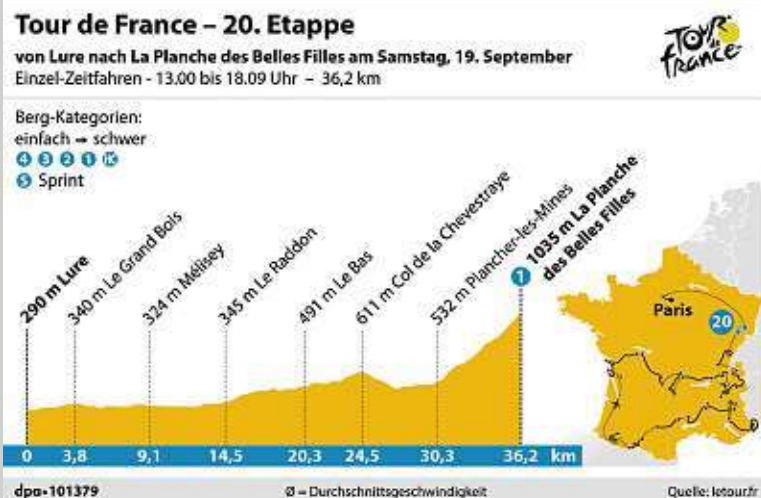 Tour de France – 20. Etappe
von Lure nach La Planche des Belles Filles am Samstag, 19. September
Einzel-Zeitfahren - 13.00 bis 18.09 Uhr – 36,2 km
TOUR de france
Berg-Kategorien:
einfach → schwer
4 3 2 1 HC
S Sprint
290 m Lure
340 m Le Grand Bois
324 m Mélisey
345 m Le Raddon
491 m Le Bas
611 m Col de la Chevestraye
532 m Plancher-les-Mines
1
1035 m La Planche
des Belles Filles
Paris
20
0 3,8 9,1 14,5 20,3 24,5 30,3 36,2 km
dpa•101379
Ø = Durchschnittsgeschwindigkeit
Quelle: letour.fr